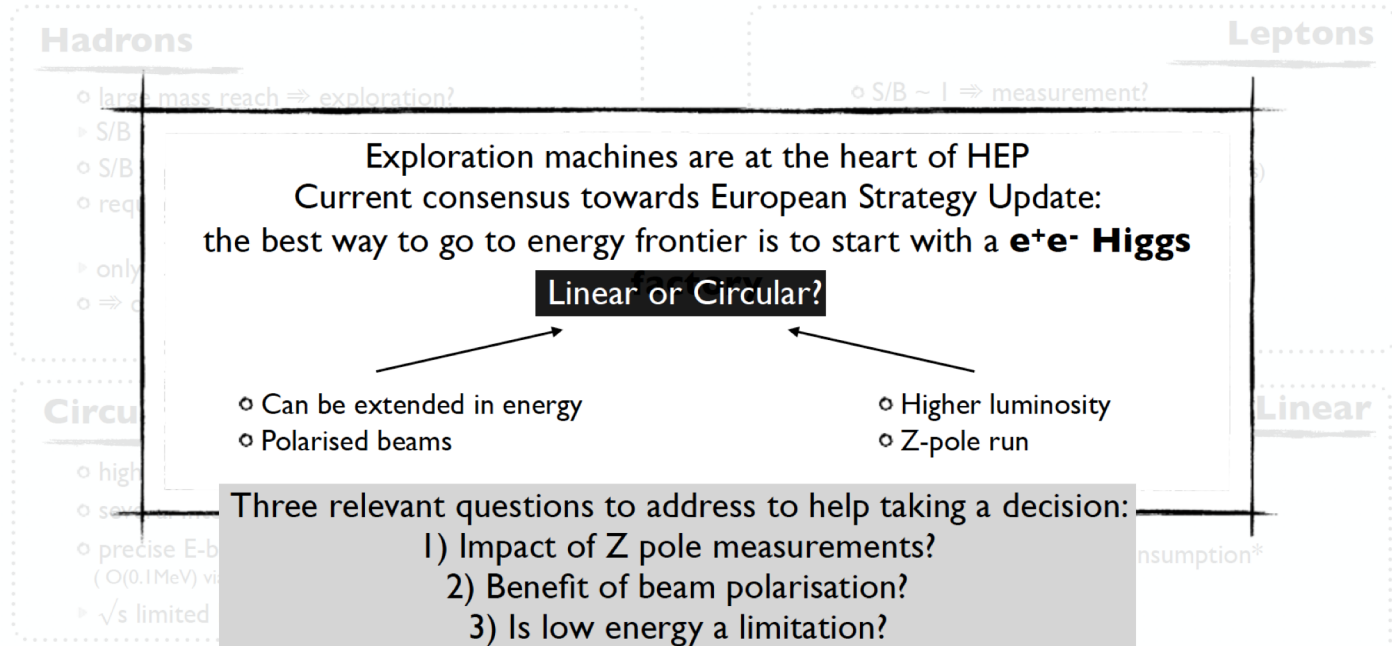 Hadrons
Leptons
large mass reach ⇒ exploration?
S/B ~ 1 ⇒ measurement?
S/B
S/B
only
⇒
Exploration machines are at the heart of HEP
Current consensus towards European Strategy Update:
the best way to go to energy frontier is to start with a e⁺e⁻ Higgs
factory
Linear or Circular?
Can be extended in energy
Polarised beams
Higher luminosity
Z-pole run
Linear
high
precise E-b
( O(0.1MeV) via
√s limited
nsumption*
Three relevant questions to address to help taking a decision:
1) Impact of Z pole measurements?
2) Benefit of beam polarisation?
3) Is low energy a limitation?